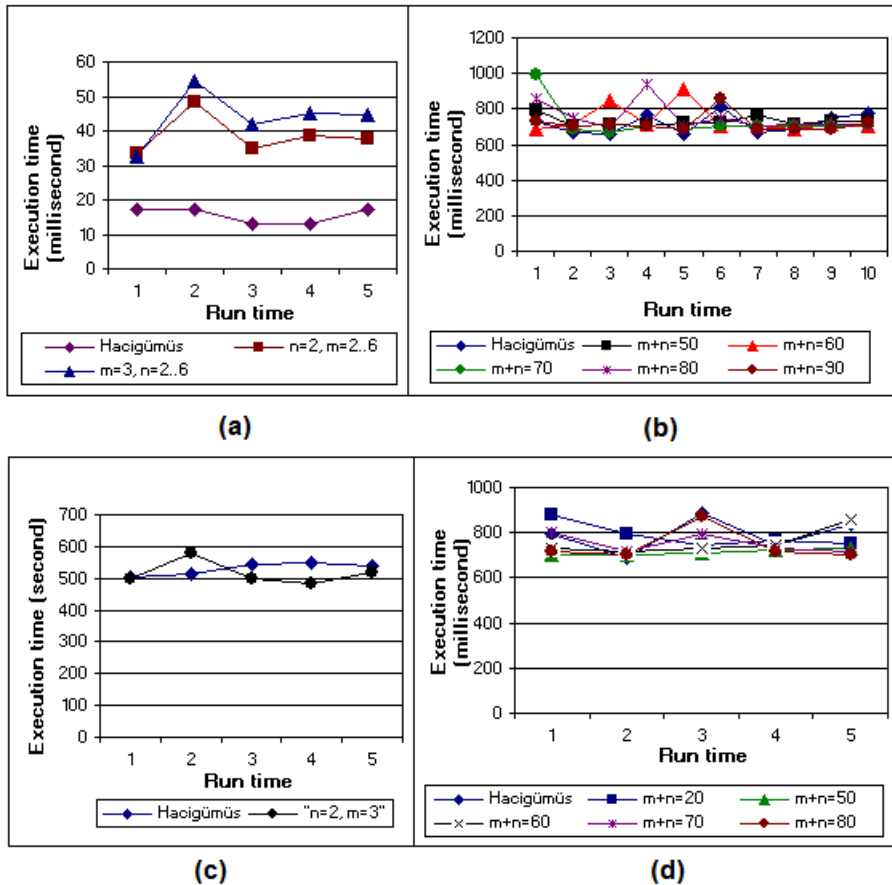 60
50
40
30
20
10
0
Execution time
(millisecond)
1 2 3 4 5
Run time
Hacigümüs
n=2, m=2..6
m=3, n=2..6
(a)
1200
1000
800
600
400
200
0
Execution time
(millisecond)
1 2 3 4 5 6 7 8 9 10
Run time
Hacigümüs
m+n=50
m+n=60
m+n=70
m+n=80
m+n=90
(b)
700
600
500
400
300
200
100
0
Execution time (second)
1 2 3 4 5
Run time
Hacigümüs
"n=2, m=3"
(c)
1000
800
600
400
200
0
Execution time
(millisecond)
1 2 3 4 5
Run time
Hacigümüs
m+n=20
m+n=50
m+n=60
m+n=70
m+n=80
(d)